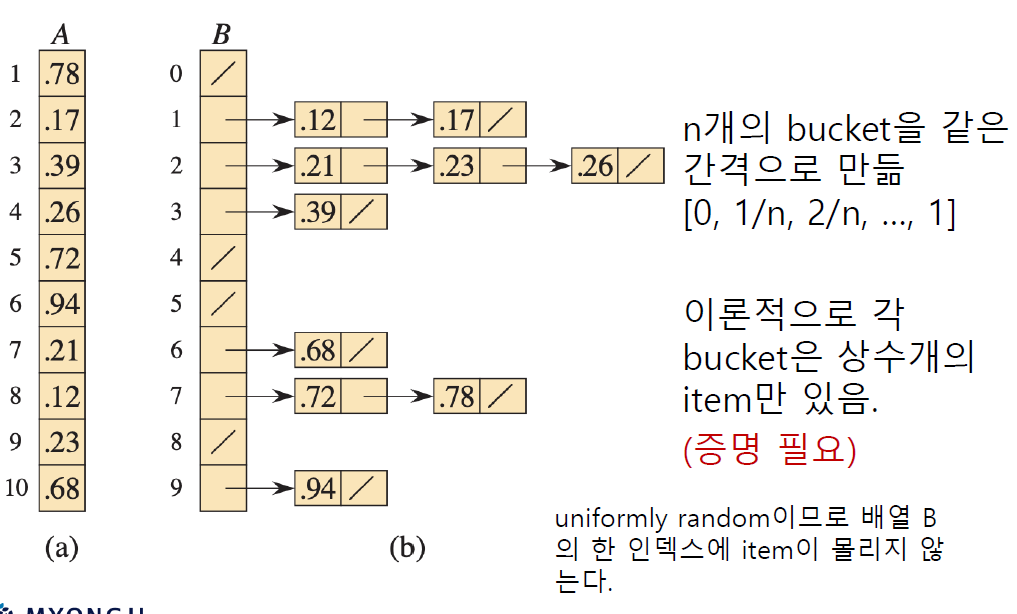 A B
1 .78 0 /
2 .17 1 .12 .17 /
3 .39 2 .21 .23 .26 /
4 .26 3 .39 /
5 .72 4 /
6 .94 5 /
7 .21 6 .68 /
8 .12 7 .72 .78 /
9 .23 8 /
10 .68 9 .94 /
(a) (b)
n개의 bucket을 같은
간격으로 만듦
[0, 1/n, 2/n, ..., 1]
이론적으로 각
bucket은 상수개의
item만 있음.
(증명 필요)
uniformly random이므로 배열 B
의 한 인덱스에 item이 몰리지 않
는다.